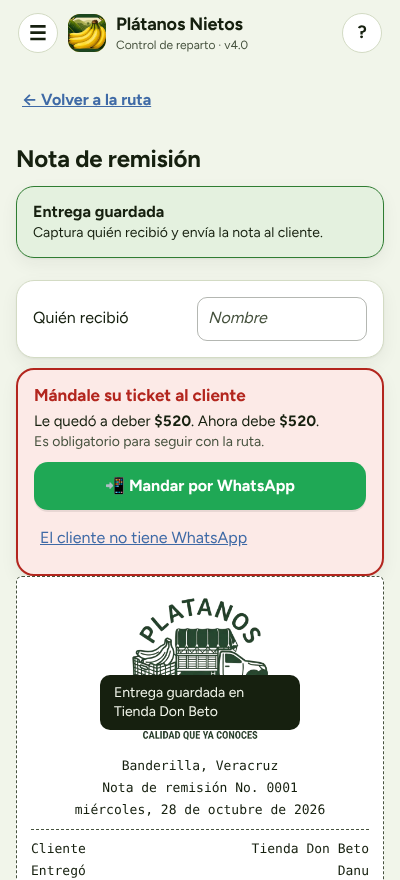 ☰
Plátanos Nietos
Control de reparto · v4.0
?
← Volver a la ruta
Nota de remisión
Entrega guardada
Captura quién recibió y envía la nota al cliente.
Quién recibió
Nombre
Mándale su ticket al cliente
Le quedó a deber $520. Ahora debe $520.
Es obligatorio para seguir con la ruta.
📲 Mandar por WhatsApp
El cliente no tiene WhatsApp
PLATANOS
Entrega guardada en
Tienda Don Beto
CALIDAD QUE YA CONOCES
Banderilla, Veracruz
Nota de remisión No. 0001
miércoles, 28 de octubre de 2026
Cliente Tienda Don Beto
Entregó Danu